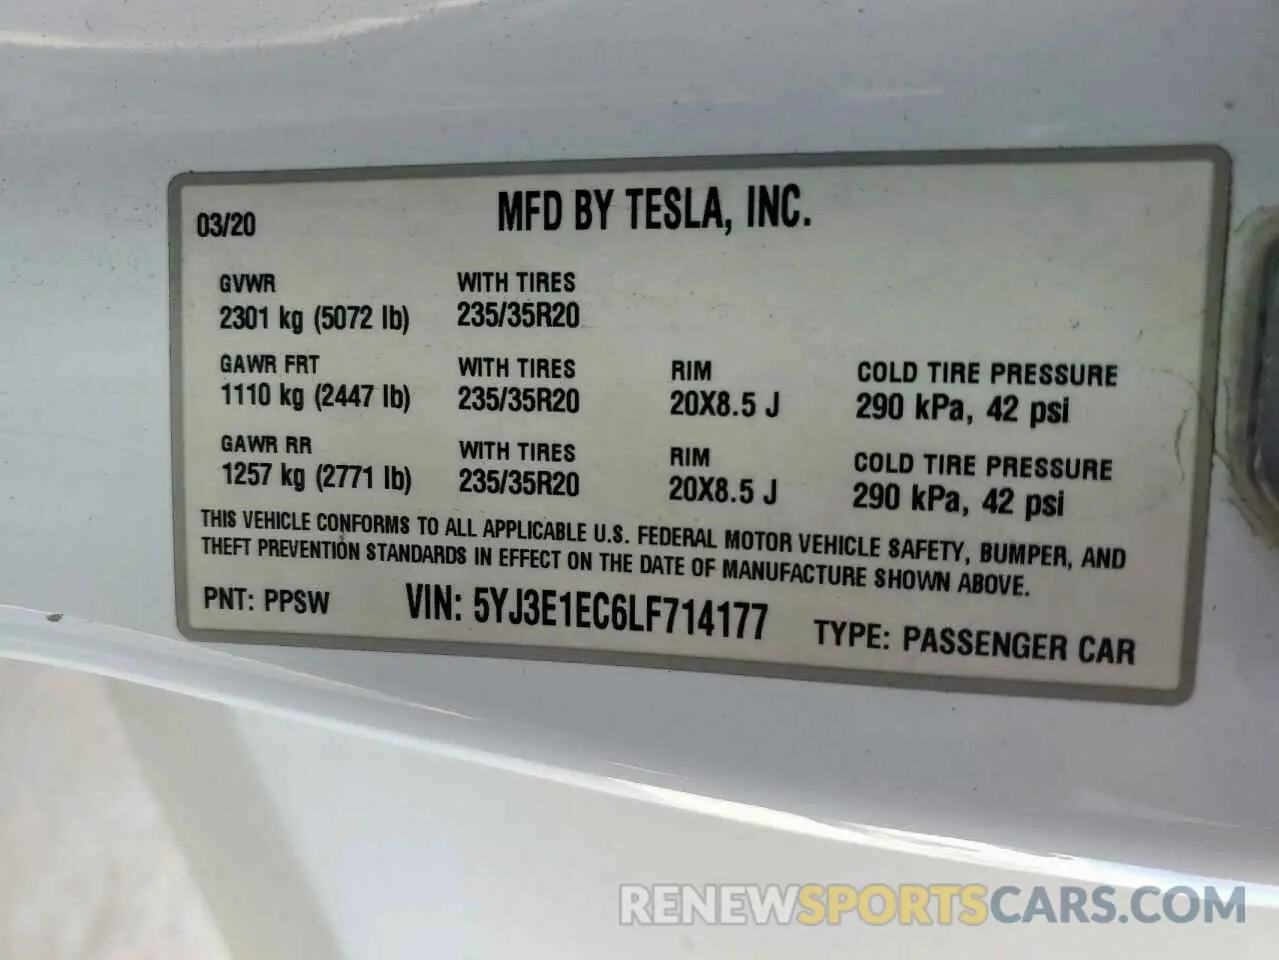 03/20 MFD BY TESLA, INC.
GVWR WITH TIRES
2301 kg (5072 lb) 235/35R20
GAWR FRT WITH TIRES RIM COLD TIRE PRESSURE
1110 kg (2447 lb) 235/35R20 20X8.5 J 290 kPa, 42 psi
GAWR RR WITH TIRES RIM COLD TIRE PRESSURE
1257 kg (2771 lb) 235/35R20 20X8.5 J 290 kPa, 42 psi
THIS VEHICLE CONFORMS TO ALL APPLICABLE U.S. FEDERAL MOTOR VEHICLE SAFETY, BUMPER, AND
THEFT PREVENTION STANDARDS IN EFFECT ON THE DATE OF MANUFACTURE SHOWN ABOVE.
PNT: PPSW VIN: 5YJ3E1EC6LF714177 TYPE: PASSENGER CAR
RENEWSPORTSCARS.COM